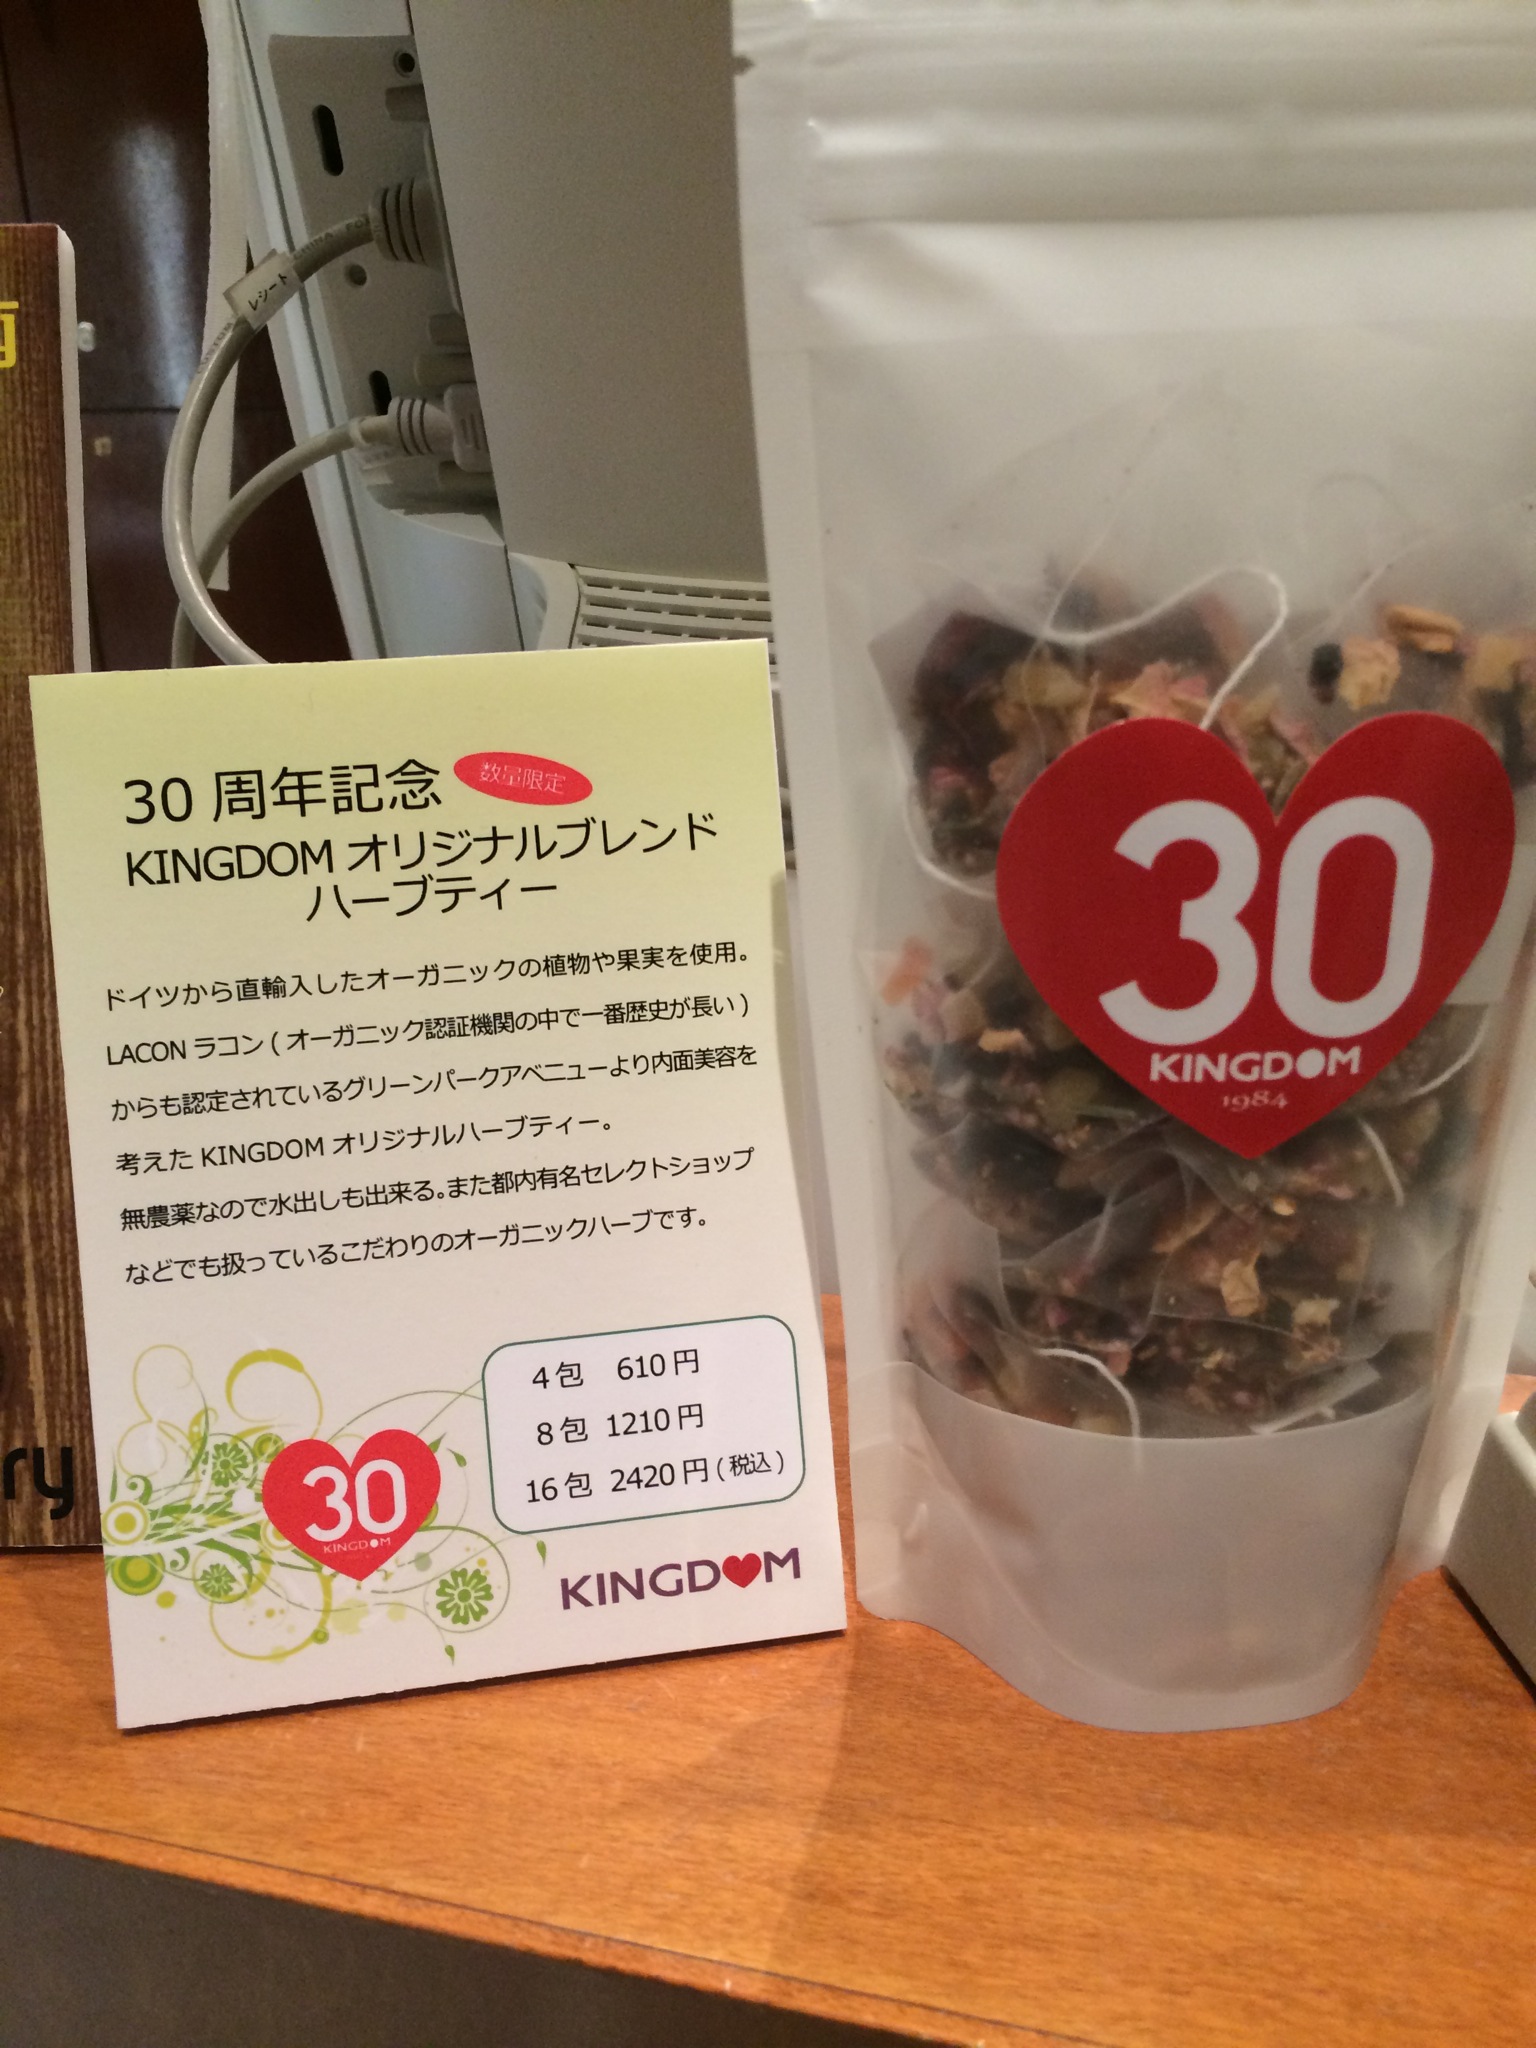 レシート
30 周年記念 数量限定
KINGDOM オリジナルブレンド
ハーブティー
ドイツから直輸入したオーガニックの植物や果実を使用。
LACON ラコン ( オーガニック認証機関の中で一番歴史が長い )
からも認定されているグリーンパークアベニューより内面美容を
考えた KINGDOM オリジナルハーブティー。
無農薬なので水出しも出来る。また都内有名セレクトショップ
などでも扱っているこだわりのオーガニックハーブです。
4包 610円
8包 1210円
16包 2420円 ( 税込 )
30
KINGDOM
KINGDOM
30
KINGDOM
1984
ry